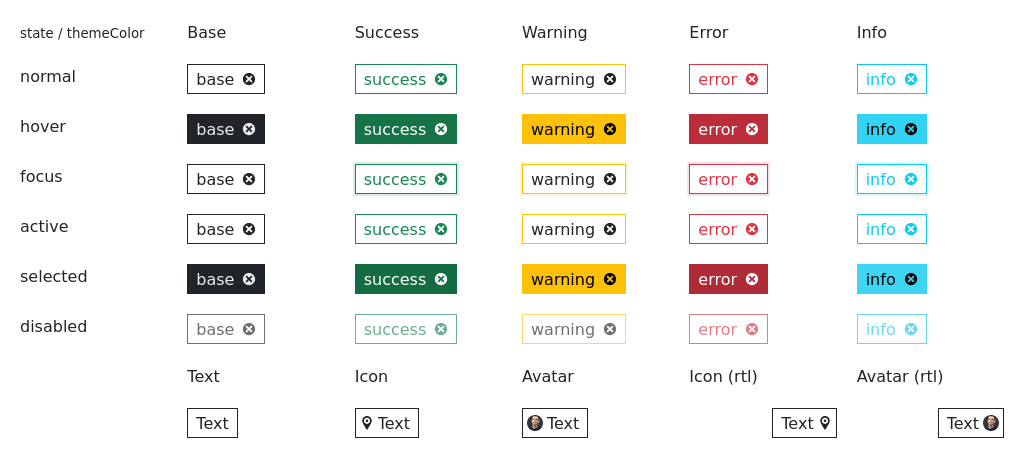 state / themeColor Base Success Warning Error Info
normal base success warning error info
hover base success warning error info
focus base success warning error info
active base success warning error info
selected base success warning error info
disabled base success warning error info
Text Icon Avatar Icon (rtl) Avatar (rtl)
Text Text Text Text Text